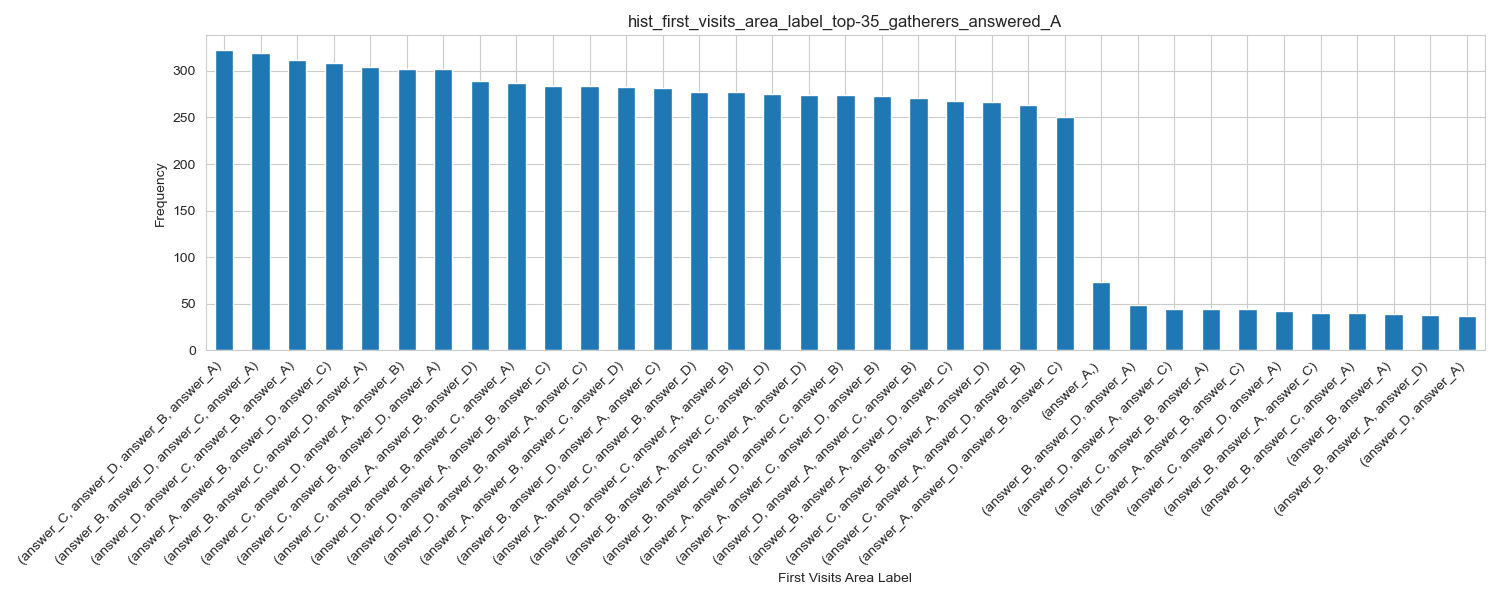 hist_first_visits_area_label_top-35_gatherers_answered_A
Frequency
300
250
200
150
100
50
0
(answer_C, answer_D, answer_B, answer_A)
(answer_B, answer_D, answer_C, answer_A)
(answer_D, answer_C, answer_B, answer_A)
(answer_A, answer_B, answer_D, answer_C)
(answer_B, answer_C, answer_D, answer_A)
(answer_C, answer_D, answer_A, answer_B)
(answer_C, answer_B, answer_D, answer_A)
(answer_C, answer_A, answer_B, answer_D)
(answer_D, answer_B, answer_C, answer_A)
(answer_D, answer_A, answer_B, answer_C)
(answer_D, answer_B, answer_A, answer_C)
(answer_A, answer_B, answer_C, answer_D)
(answer_B, answer_D, answer_A, answer_C)
(answer_A, answer_C, answer_B, answer_D)
(answer_D, answer_C, answer_A, answer_B)
(answer_B, answer_A, answer_C, answer_D)
(answer_B, answer_C, answer_A, answer_D)
(answer_A, answer_D, answer_C, answer_B)
(answer_A, answer_C, answer_D, answer_B)
(answer_D, answer_A, answer_C, answer_B)
(answer_B, answer_A, answer_D, answer_C)
(answer_C, answer_B, answer_A, answer_D)
(answer_C, answer_A, answer_D, answer_B)
(answer_A, answer_D, answer_B, answer_C)
(answer_A,)
(answer_B, answer_D, answer_A)
(answer_D, answer_A, answer_C)
(answer_C, answer_B, answer_A)
(answer_A, answer_B, answer_C)
(answer_C, answer_D, answer_A)
(answer_B, answer_A, answer_C)
(answer_B, answer_C, answer_A)
(answer_B, answer_A)
(answer_B, answer_A, answer_D)
(answer_D, answer_A)
First Visits Area Label